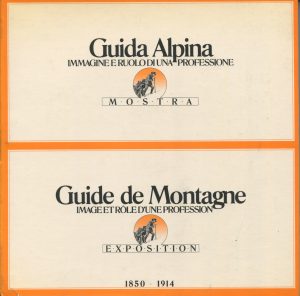 Guida Alpina
IMMAGINE E RUOLO DI UNA PROFESSIONE
MOSTRA
Guide de Montagne
IMAGE ET RÔLE D'UNE PROFESSION
EXPOSITION
1850 - 1914